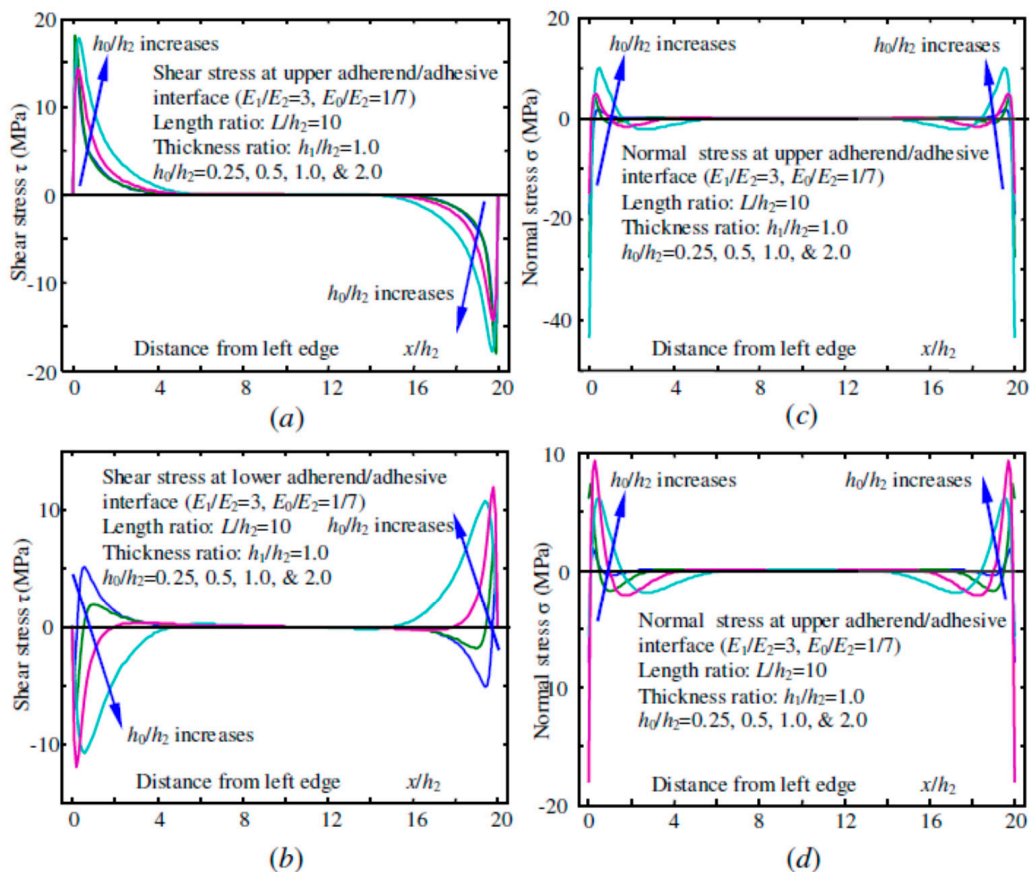 20
10
0
-10
-20
Shear stress τ (MPa)
h0/h2 increases
Shear stress at upper adherend/adhesive
interface (E1/E2=3, E0/E2=1/7)
Length ratio: L/h2=10
Thickness ratio: h1/h2=1.0
h0/h2=0.25, 0.5, 1.0, & 2.0
h0/h2 increases
Distance from left edge x/h2
0 4 8 12 16 20
(a)
20
0
-20
-40
Normal stress σ (MPa)
h0/h2 increases
h0/h2 increases
Normal stress at upper adherend/adhesive
interface (E1/E2=3, E0/E2=1/7)
Length ratio: L/h2=10
Thickness ratio: h1/h2=1.0
h0/h2=0.25, 0.5, 1.0, & 2.0
Distance from left edge x/h2
0 4 8 12 16 20
(c)
10
0
-10
Shear stress τ(MPa)
Shear stress at lower adherend/adhesive
interface (E1/E2=3, E0/E2=1/7)
Length ratio: L/h2=10
h0/h2 increases
Thickness ratio: h1/h2=1.0
h0/h2=0.25, 0.5, 1.0, & 2.0
h0/h2 increases
Distance from left edge x/h2
0 4 8 12 16 20
(b)
10
0
-10
-20
Normal stress σ (MPa)
h0/h2 increases
h0/h2 increases
Normal stress at upper adherend/adhesive
interface (E1/E2=3, E0/E2=1/7)
Length ratio: L/h2=10
Thickness ratio: h1/h2=1.0
h0/h2=0.25, 0.5, 1.0, & 2.0
Distance from left edge x/h2
0 4 8 12 16 20
(d)